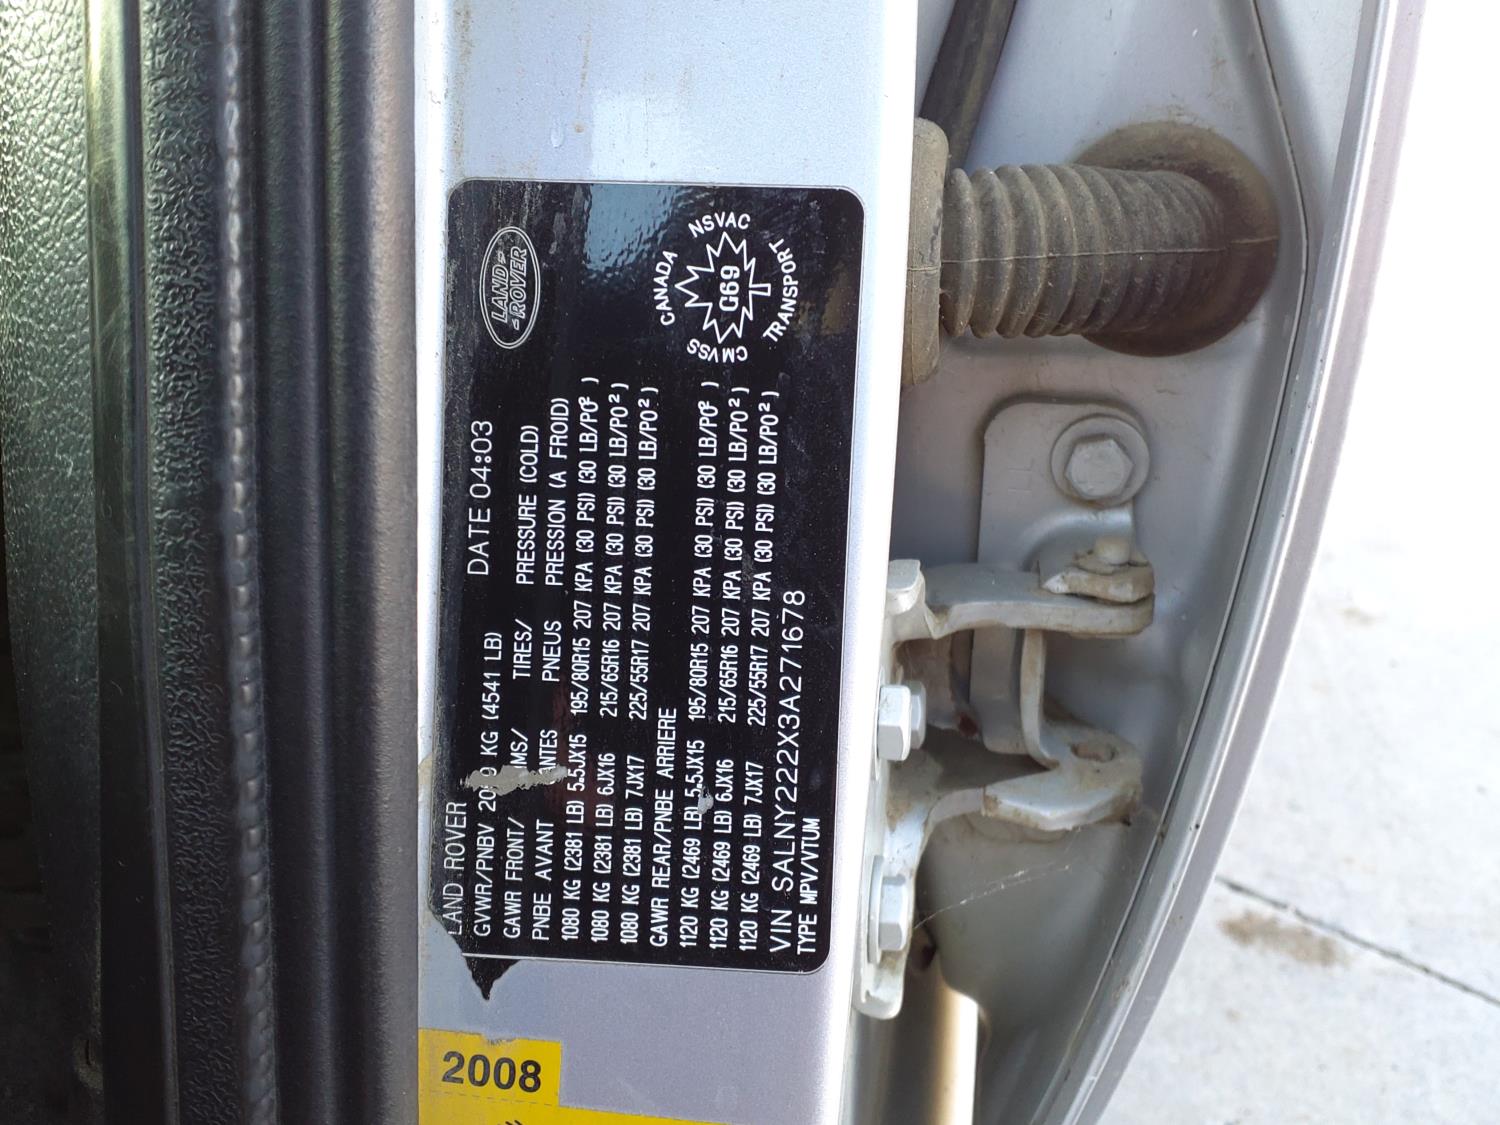 LAND ROVER
DATE 04:03
LAND ROVER
GVWR/PNBV KG (4541 LB)
GAWR FRONT/ TIRES/ PRESSURE (COLD)
PNBE AVANT PNEUS PRESSION (A FROID)
1080 KG (2381 LB) 5.5JX15 195/80R15 207 KPA (30 PSI) (30 LB/PO²)
1080 KG (2381 LB) 6JX16 215/65R16 207 KPA (30 PSI) (30 LB/PO²)
1080 KG (2381 LB) 7JX17 225/55R17 207 KPA (30 PSI) (30 LB/PO²)
GAWR REAR/PNBE ARRIERE
1120 KG (2469 LB) 5.5JX15 195/80R15 207 KPA (30 PSI) (30 LB/PO²)
1120 KG (2469 LB) 6JX16 215/65R16 207 KPA (30 PSI) (30 LB/PO²)
1120 KG (2469 LB) 7JX17 225/55R17 207 KPA (30 PSI) (30 LB/PO²)
VIN SALNY222X3A271678
TYPE MPV/VTUM
CANADA
NSVAC
TRANSPORT
CMVSS
G69
2008